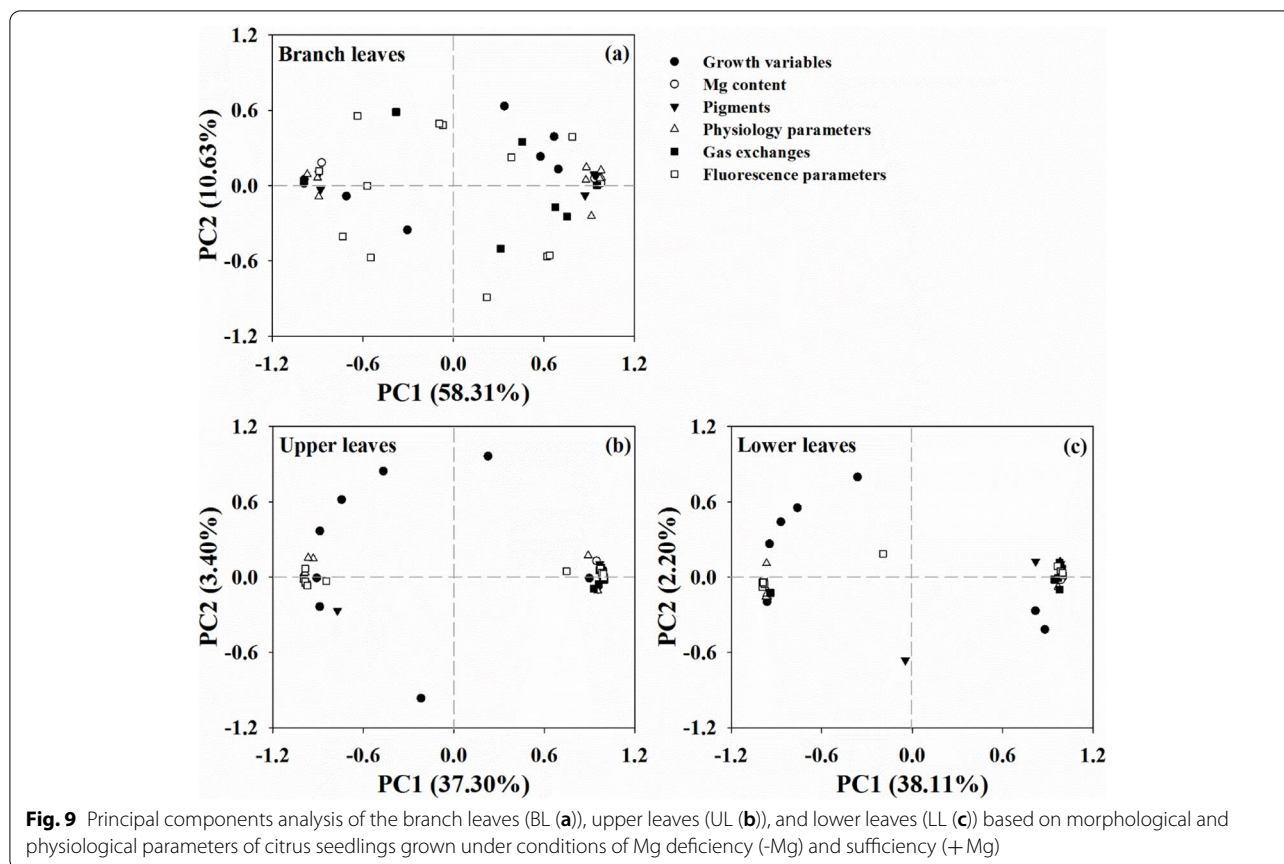 1.2
Branch leaves
(a)
0.6
0.0
-0.6
-1.2
PC2 (10.63%)
-1.2 -0.6 0.0 0.6 1.2
PC1 (58.31%)
Growth variables
Mg content
Pigments
Physiology parameters
Gas exchanges
Fluorescence parameters
1.2
Upper leaves
(b)
0.6
0.0
-0.6
-1.2
PC2 (3.40%)
-1.2 -0.6 0.0 0.6 1.2
PC1 (37.30%)
1.2
Lower leaves
(c)
0.6
0.0
-0.6
-1.2
PC2 (2.20%)
-1.2 -0.6 0.0 0.6 1.2
PC1 (38.11%)
Fig. 9 Principal components analysis of the branch leaves (BL (a)), upper leaves (UL (b)), and lower leaves (LL (c)) based on morphological and
physiological parameters of citrus seedlings grown under conditions of Mg deficiency (-Mg) and sufficiency (+Mg)